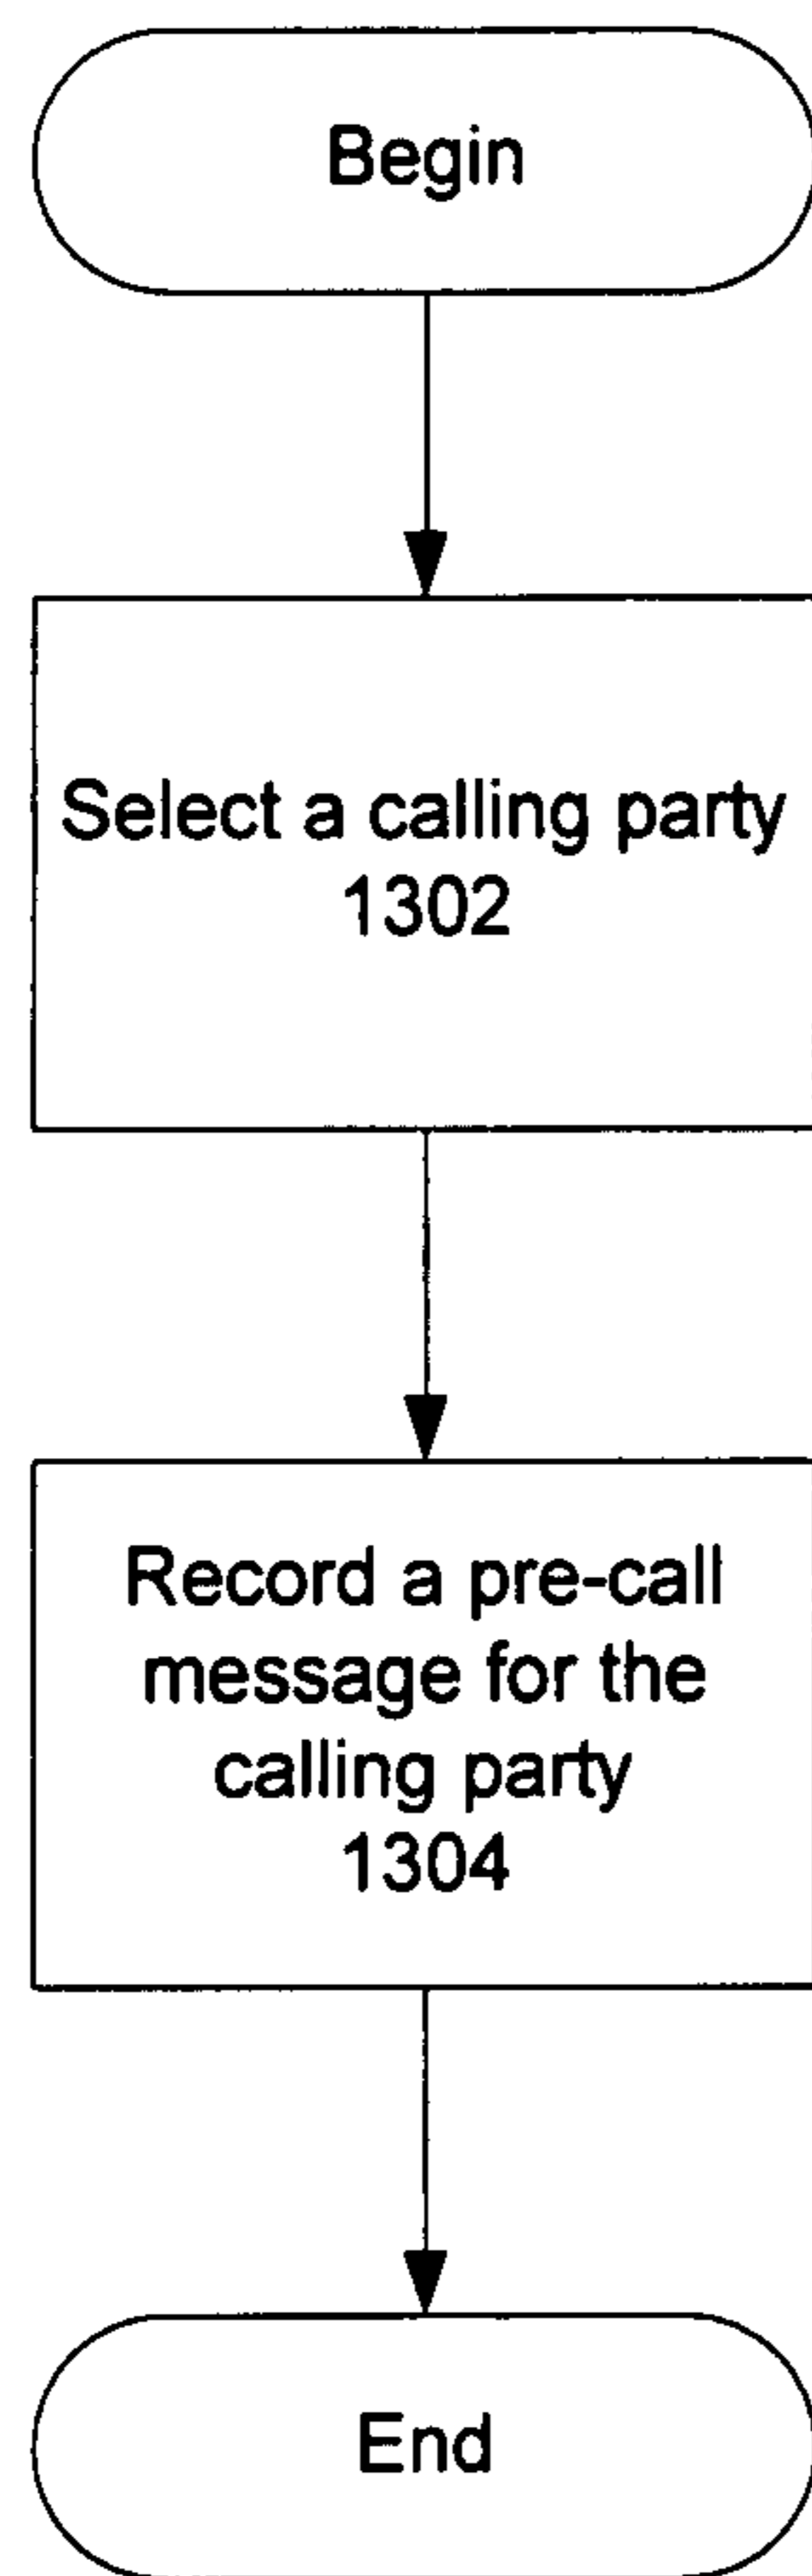 Begin
Select a calling party
1302
Record a pre-call
message for the
calling party
1304
End